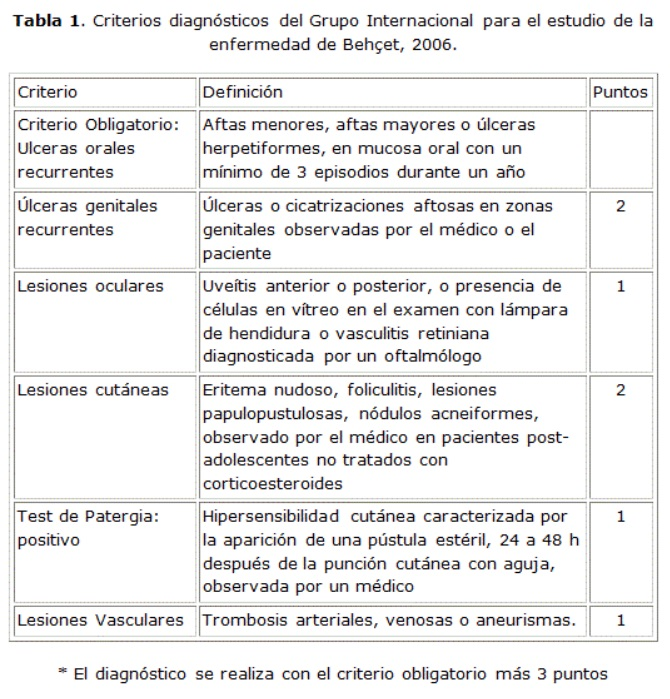 Tabla 1. Criterios diagnósticos del Grupo Internacional para el estudio de la
enfermedad de Behçet, 2006.
Criterio Definición Puntos
Criterio Obligatorio: Aftas menores, aftas mayores o úlceras
Ulceras orales herpetiformes, en mucosa oral con un
recurrentes mínimo de 3 episodios durante un año
Úlceras genitales Úlceras o cicatrizaciones aftosas en zonas 2
recurrentes genitales observadas por el médico o el
paciente
Lesiones oculares Uveítis anterior o posterior, o presencia de 1
células en vítreo en el examen con lámpara
de hendidura o vasculitis retiniana
diagnosticada por un oftalmólogo
Lesiones cutáneas Eritema nudoso, foliculitis, lesiones 2
papulopustulosas, nódulos acneiformes,
observado por el médico en pacientes post-
adolescentes no tratados con
corticoesteroides
Test de Patergia: Hipersensibilidad cutánea caracterizada por 1
positivo la aparición de una pústula estéril, 24 a 48 h
después de la punción cutánea con aguja,
observada por un médico
Lesiones Vasculares Trombosis arteriales, venosas o aneurismas. 1
* El diagnóstico se realiza con el criterio obligatorio más 3 puntos